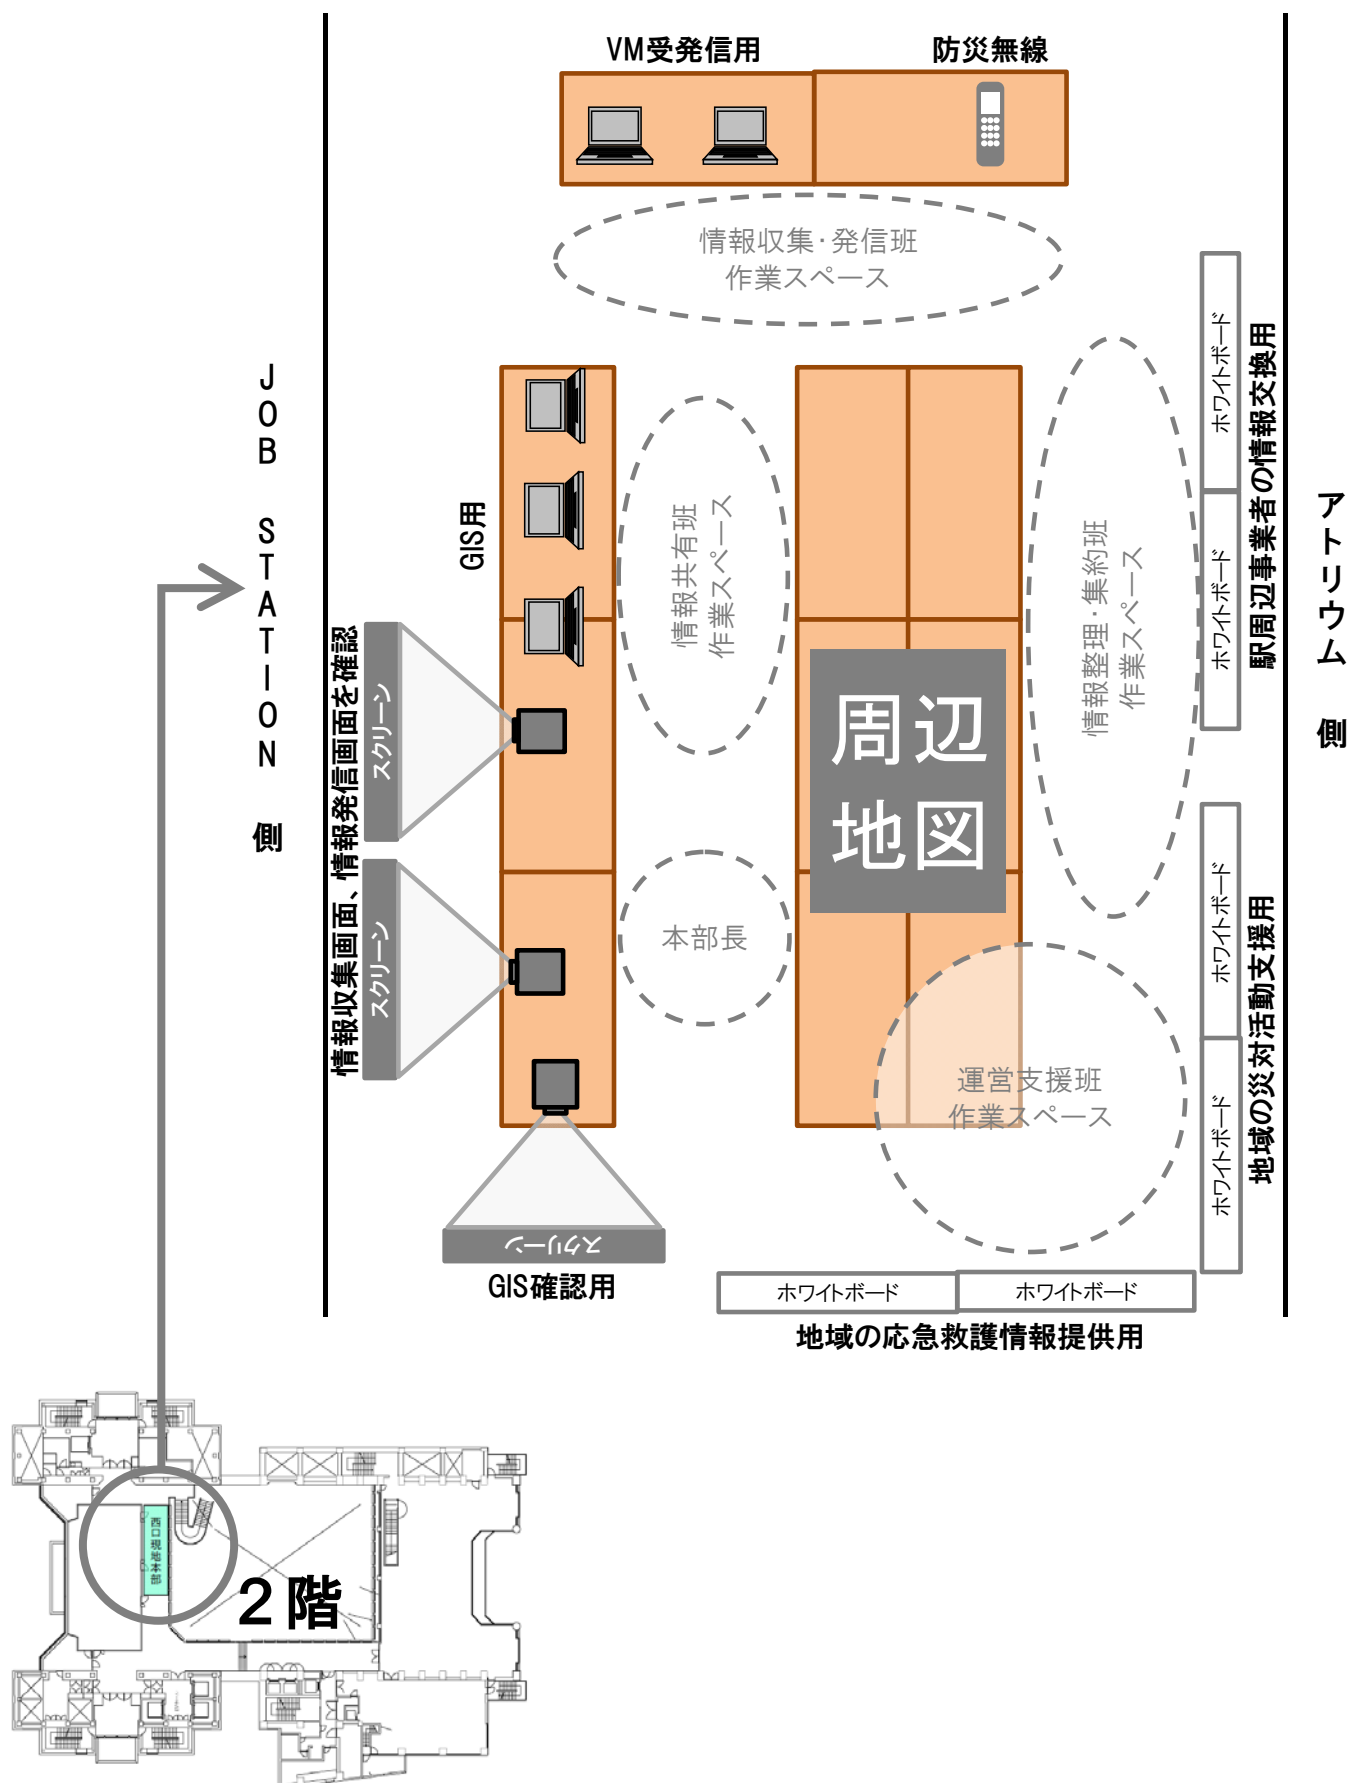 VM受発信用
防災無線
情報収集・発信班
作業スペース
JOB STATION 側
GIS用
情報共有班
作業スペース
情報整理・集約班
作業スペース
ホワイトボード
ホワイトボード
駅周辺事業者の情報交換用
アトリウム 側
情報収集画面、情報発信画面を確認
スクリーン
スクリーン
周辺
地図
本部長
運営支援班
作業スペース
ホワイトボード
ホワイトボード
地域の災対活動支援用
スクリーン
GIS確認用
ホワイトボード
ホワイトボード
地域の応急救護情報提供用
西口現地本部
2階